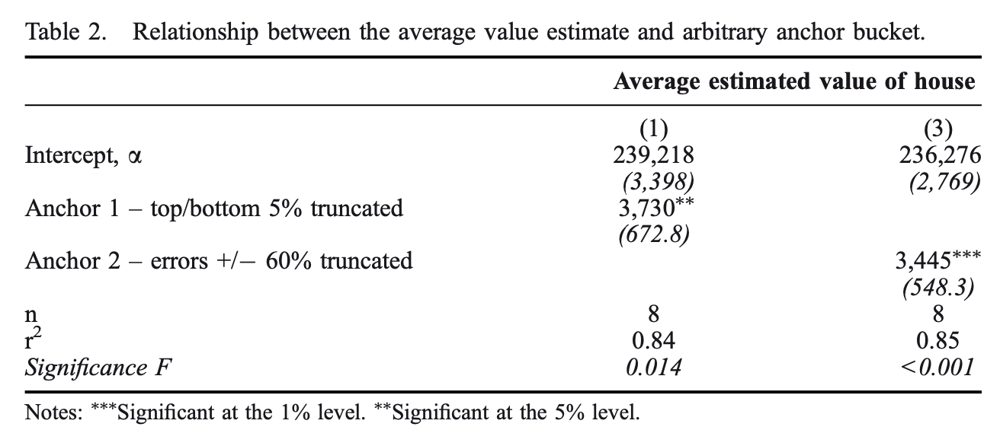 Table 2. Relationship between the average value estimate and arbitrary anchor bucket.
Average estimated value of house
(1) (3)
Intercept, α 239,218 236,276
(3,398) (2,769)
Anchor 1 – top/bottom 5% truncated 3,730**
(672.8)
Anchor 2 – errors +/− 60% truncated 3,445***
(548.3)
n 8 8
r² 0.84 0.85
Significance F 0.014 <0.001
Notes: ***Significant at the 1% level. **Significant at the 5% level.